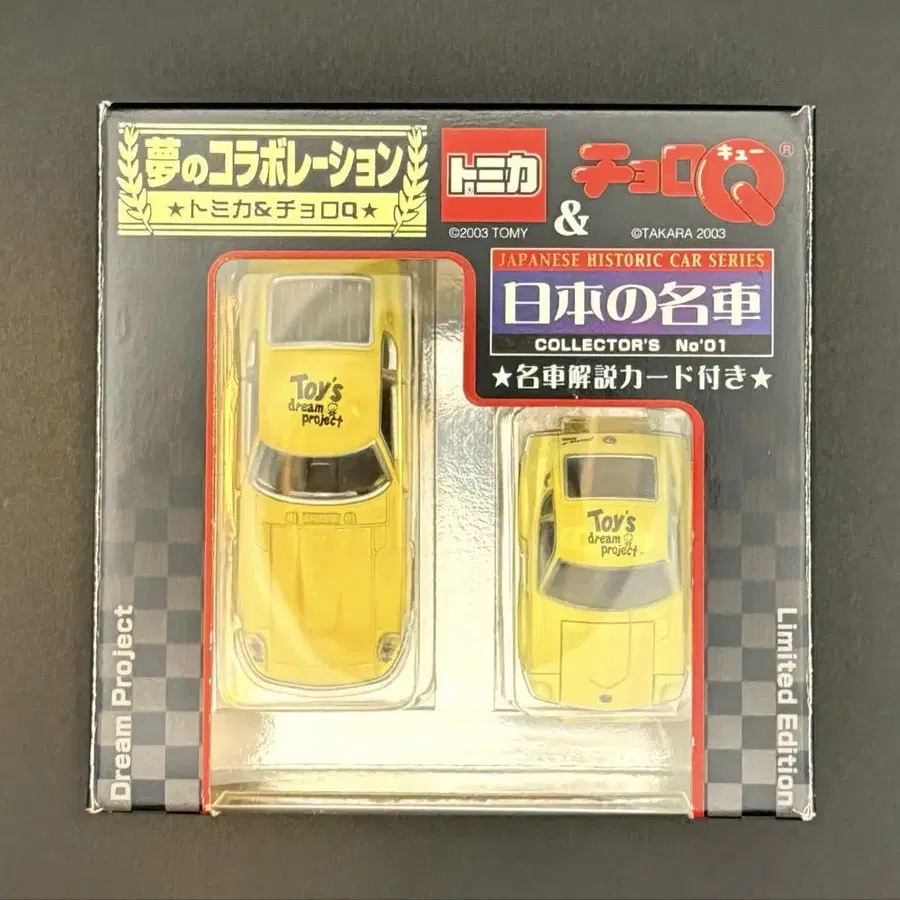 夢のコラボレーション
★トミカ&チョロQ★
トミカ
©2003 TOMY
&
チョロQ
キュー
®
©TAKARA 2003
JAPANESE HISTORIC CAR SERIES
日本の名車
COLLECTOR'S No'01
★名車解説カード付き★
Toy's
dream
project
Toy's
dream
project
Dream Project
Limited Edition